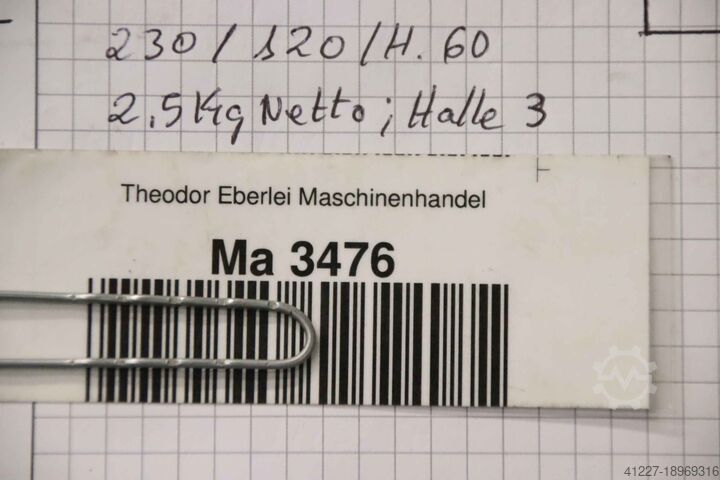 230/120/H. 60
2.5Kg Netto; Halle 3
Theodor Eberlei Maschinenhandel
Ma 3476
41227-18969316